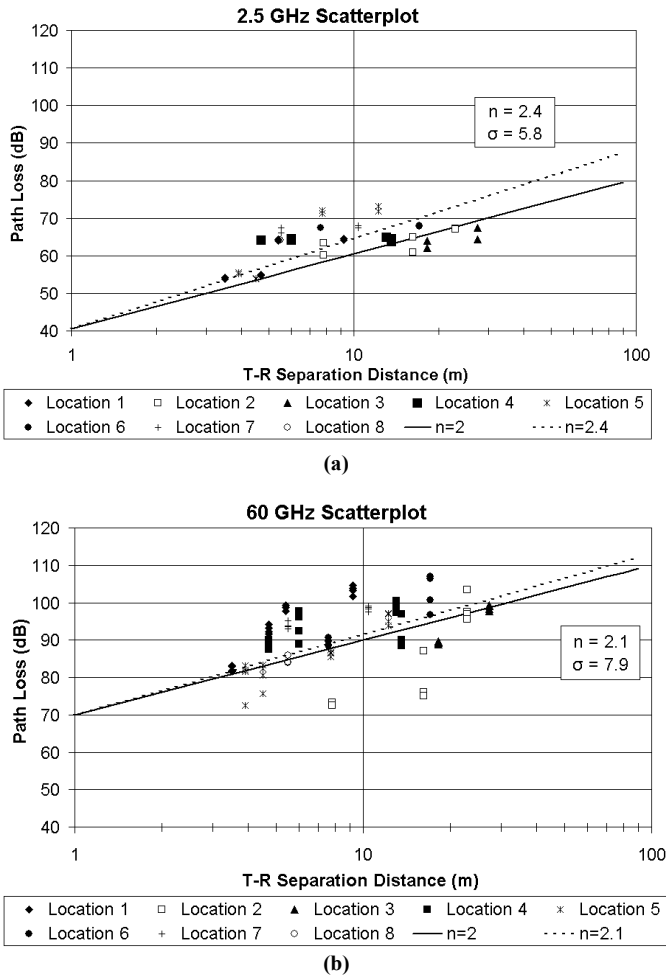 2.5 GHz Scatterplot
120
110
100
90
80
70
60
50
40
Path Loss (dB)
n = 2.4
σ = 5.8
1
10
100
T-R Separation Distance (m)
Location 1
Location 2
Location 3
Location 4
Location 5
Location 6
Location 7
Location 8
n=2
n=2.4
(a)
60 GHz Scatterplot
120
110
100
90
80
70
60
50
40
Path Loss (dB)
n = 2.1
σ = 7.9
1
10
100
T-R Separation Distance (m)
Location 1
Location 2
Location 3
Location 4
Location 5
Location 6
Location 7
Location 8
n=2
n=2.1
(b)